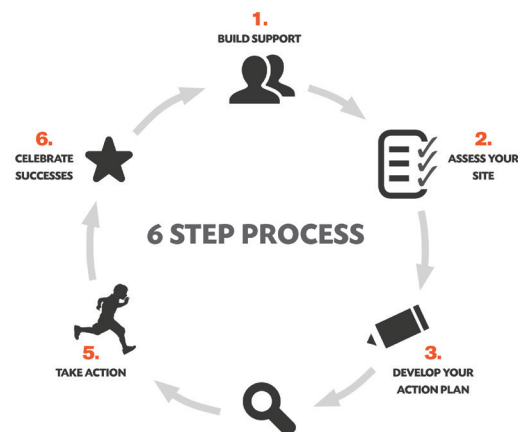 1.
BUILD SUPPORT
2.
ASSESS YOUR
SITE
6 STEP PROCESS
3.
DEVELOP YOUR
ACTION PLAN
5.
TAKE ACTION
6.
CELEBRATE
SUCCESSES